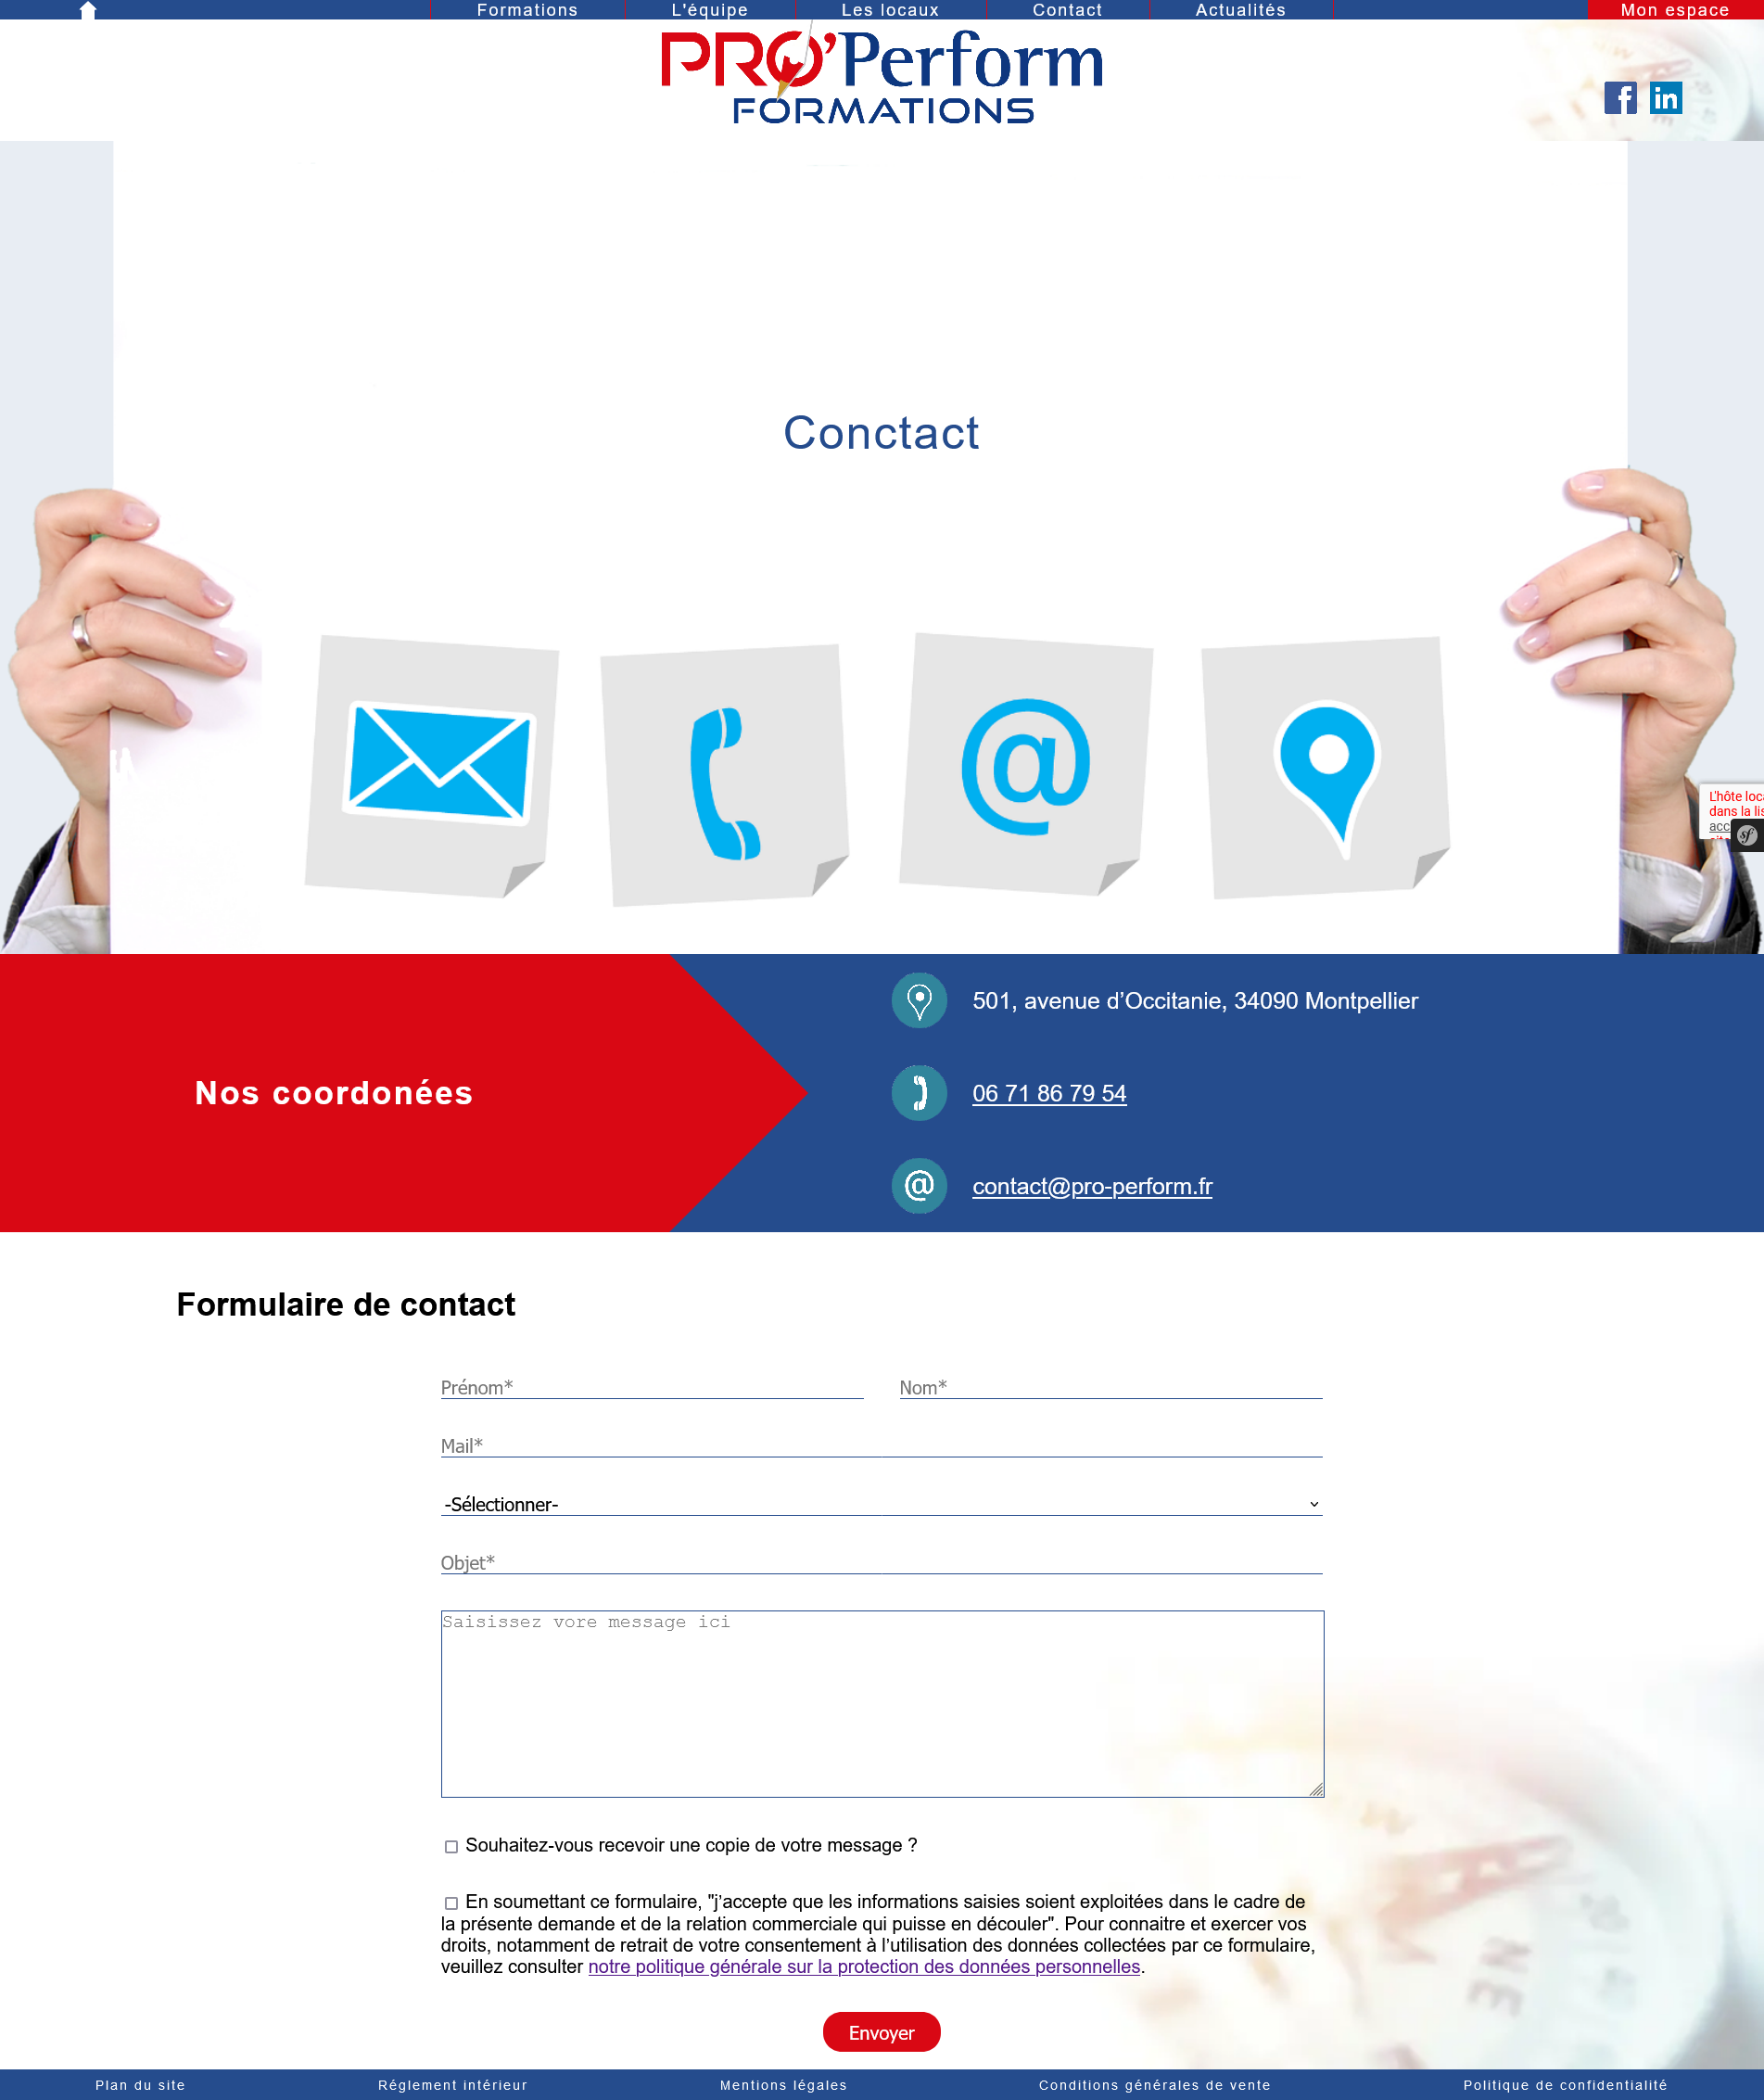 Formations
L'équipe
Les locaux
Contact
Actualités
Mon espace
PRO'Perform
FORMATIONS
Conctact
L'hôte loc
dans la lis
acc
501, avenue d'Occitanie, 34090 Montpellier
Nos coordonées
06 71 86 79 54
contact@pro-perform.fr
Formulaire de contact
Prénom*
Nom*
Mail*
-Sélectionner-
Objet*
Saisissez vore message ici
Souhaitez-vous recevoir une copie de votre message ?
En soumettant ce formulaire, "j'accepte que les informations saisies soient exploitées dans le cadre de
la présente demande et de la relation commerciale qui puisse en découler". Pour connaitre et exercer vos
droits, notamment de retrait de votre consentement à l'utilisation des données collectées par ce formulaire,
veuillez consulter notre politique générale sur la protection des données personnelles.
Envoyer
Plan du site
Réglement intérieur
Mentions légales
Conditions générales de vente
Politique de confidentialité